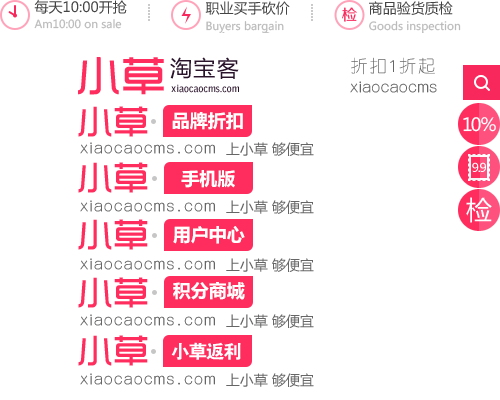 每天10:00开抢
Am10:00 on sale
职业买手砍价
Buyers bargain
检
商品验货质检
Goods inspection
小草 淘宝客
xiaocaocms.com
折扣1折起
xiaocaocms
小草·品牌折扣
xiaocaocms.com 上小草 够便宜
10%
小草·手机版
xiaocaocms.com 上小草 够便宜
9.9
小草·用户中心
xiaocaocms.com 上小草 够便宜
检
小草·积分商城
xiaocaocms.com 上小草 够便宜
小草·小草返利
xiaocaocms.com 上小草 够便宜